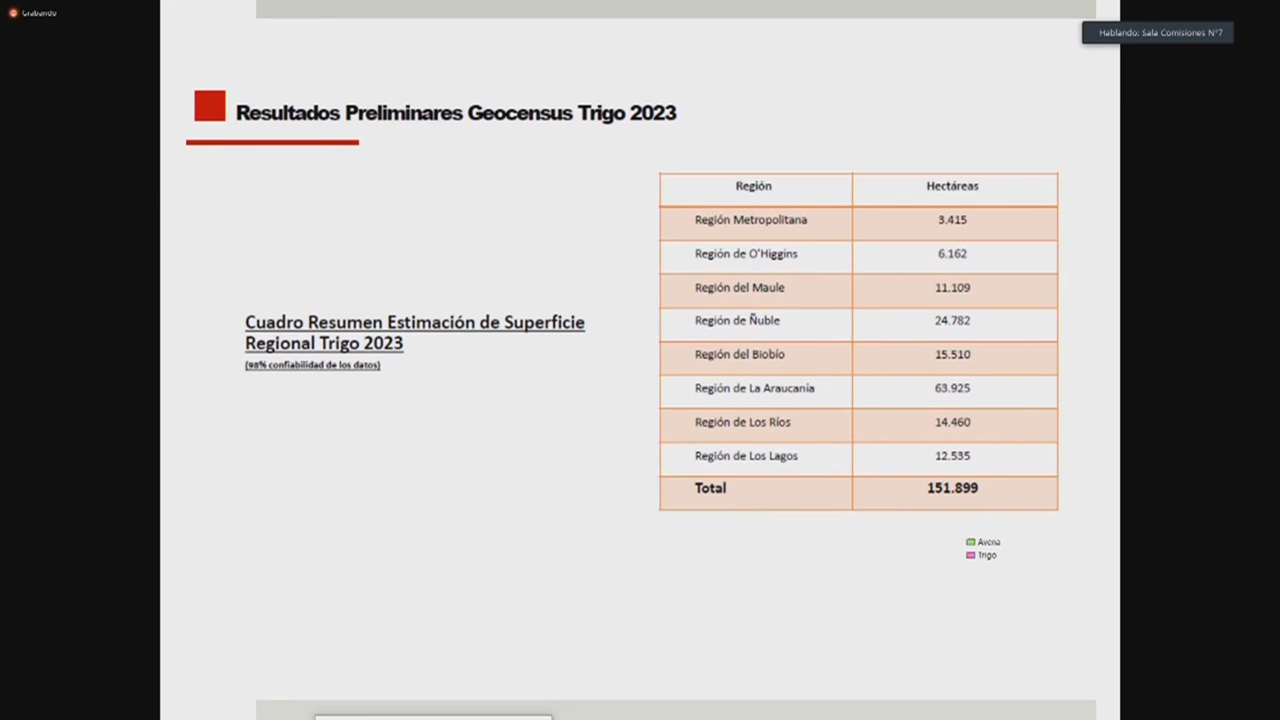 Grabando
Hablando: Sala Comisiones N°7
Resultados Preliminares Geocensus Trigo 2023
Cuadro Resumen Estimación de Superficie
Regional Trigo 2023
(98% confiabilidad de los datos)
Región Hectáreas
Región Metropolitana 3.415
Región de O'Higgins 6.162
Región del Maule 11.109
Región de Ñuble 24.782
Región del Biobío 15.510
Región de La Araucanía 63.925
Región de Los Ríos 14.460
Región de Los Lagos 12.535
Total 151.899
Avena
Trigo